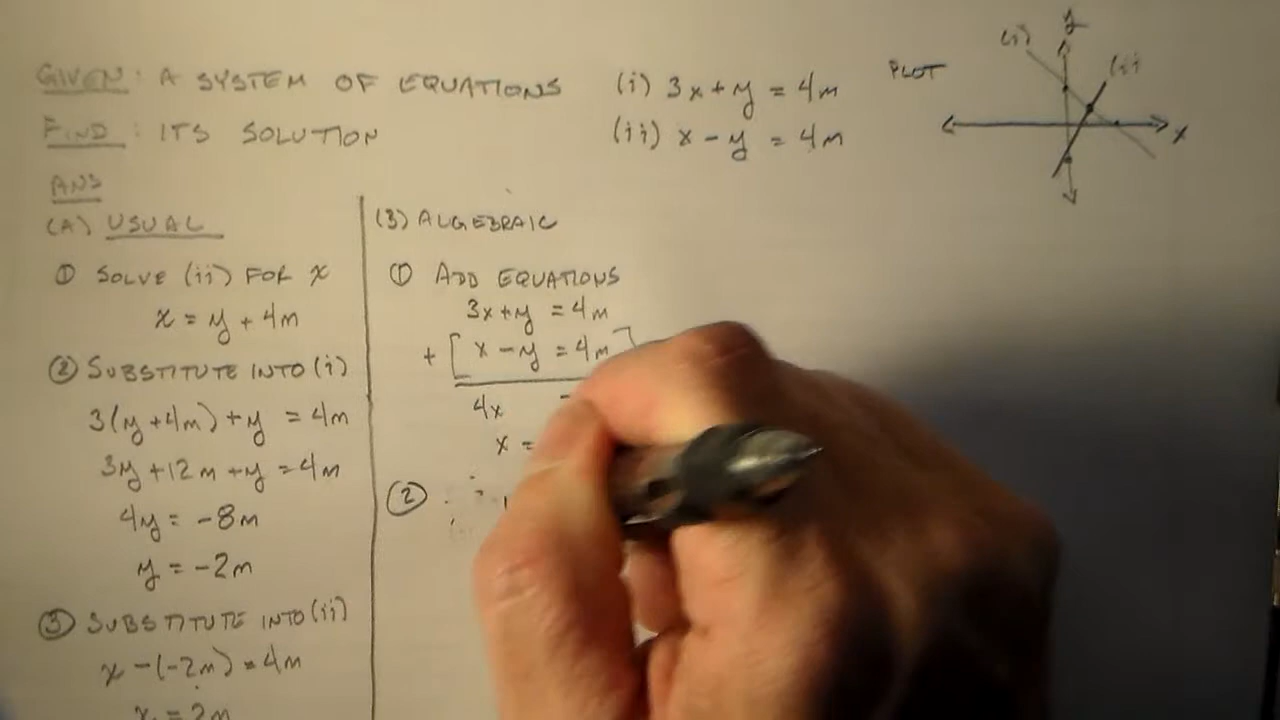 GIVEN: A SYSTEM OF EQUATIONS (i) 3x+y = 4m
FIND: ITS SOLUTION (ii) x-y = 4m
PLOT
y
(i)
(ii
x
ANS
(A) USUAL
① SOLVE (ii) FOR x
x = y + 4m
② SUBSTITUTE INTO (i)
3(y+4m)+y = 4m
3y+12m+y=4m
4y = -8m
y = -2m
③ SUBSTITUTE INTO (ii)
x-(-2m)=4m
x = 2m
(3) ALGEBRAIC
① ADD EQUATIONS
3x+y = 4m
+ [x-y = 4m]
4x
x =
②